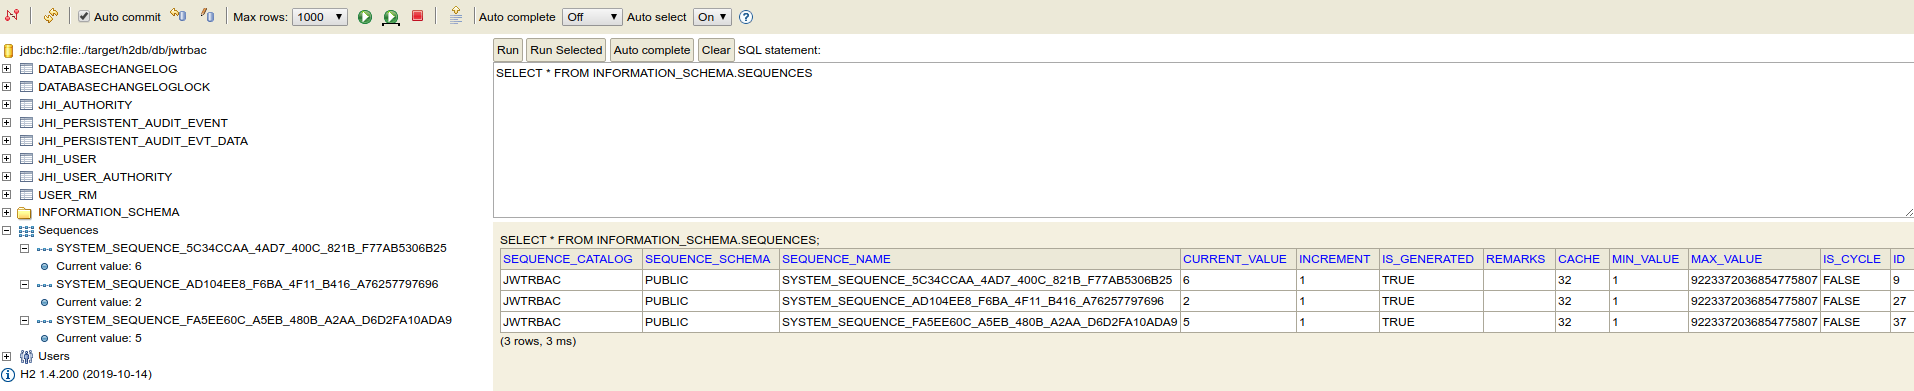 Auto commit Max rows: 1000 Auto complete Off Auto select On ?
jdbc:h2:file:./target/h2db/db/jwtrbac
DATABASECHANGELOG
DATABASECHANGELOGLOCK
JHI_AUTHORITY
JHI_PERSISTENT_AUDIT_EVENT
JHI_PERSISTENT_AUDIT_EVT_DATA
JHI_USER
JHI_USER_AUTHORITY
USER_RM
INFORMATION_SCHEMA
Sequences
SYSTEM_SEQUENCE_5C34CCAA_4AD7_400C_821B_F77AB5306B25
Current value: 6
SYSTEM_SEQUENCE_AD104EE8_F6BA_4F11_B416_A76257797696
Current value: 2
SYSTEM_SEQUENCE_FA5EE60C_A5EB_480B_A2AA_D6D2FA10ADA9
Current value: 5
Users
H2 1.4.200 (2019-10-14)
Run Run Selected Auto complete Clear SQL statement:
SELECT * FROM INFORMATION_SCHEMA.SEQUENCES
SELECT * FROM INFORMATION_SCHEMA.SEQUENCES;
SEQUENCE_CATALOG SEQUENCE_SCHEMA SEQUENCE_NAME CURRENT_VALUE INCREMENT IS_GENERATED REMARKS CACHE MIN_VALUE MAX_VALUE IS_CYCLE ID
JWTRBAC PUBLIC SYSTEM_SEQUENCE_5C34CCAA_4AD7_400C_821B_F77AB5306B25 6 1 TRUE 32 1 9223372036854775807 FALSE 9
JWTRBAC PUBLIC SYSTEM_SEQUENCE_AD104EE8_F6BA_4F11_B416_A76257797696 2 1 TRUE 32 1 9223372036854775807 FALSE 27
JWTRBAC PUBLIC SYSTEM_SEQUENCE_FA5EE60C_A5EB_480B_A2AA_D6D2FA10ADA9 5 1 TRUE 32 1 9223372036854775807 FALSE 37
(3 rows, 3 ms)